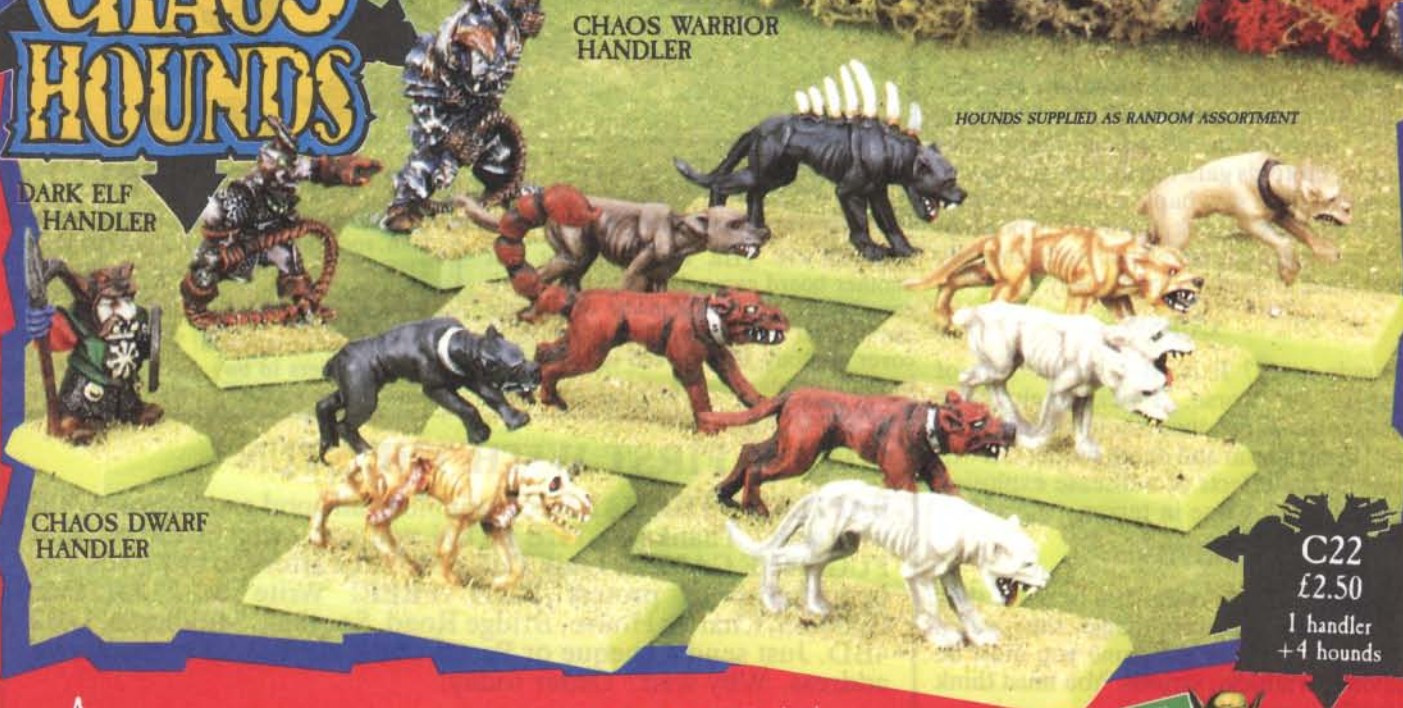 CHAOS
HOUNDS
CHAOS WARRIOR
HANDLER
HOUNDS SUPPLIED AS RANDOM ASSORTMENT
DARK ELF
HANDLER
CHAOS DWARF
HANDLER
C22
£2.50
1 handler
+4 hounds